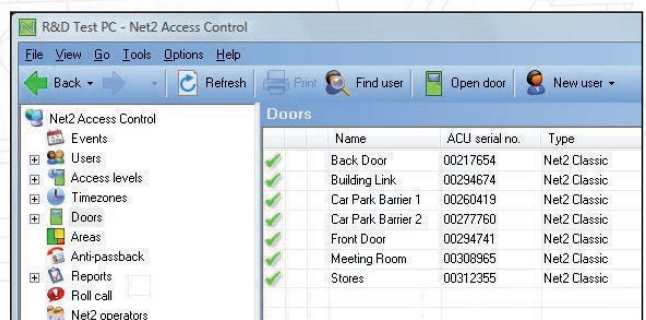 R&D Test PC - Net2 Access Control
File View Go Tools Options Help
Back Refresh Print Find user Open door New user
Net2 Access Control
Events
Users
Access levels
Timezones
Doors
Areas
Anti-passback
Reports
Roll call
Net2 operators
Doors
Name ACU serial no. Type
Back Door 00217654 Net2 Classic
Building Link 00294674 Net2 Classic
Car Park Barrier 1 00260419 Net2 Classic
Car Park Barrier 2 00277760 Net2 Classic
Front Door 00294741 Net2 Classic
Meeting Room 00308965 Net2 Classic
Stores 00312355 Net2 Classic